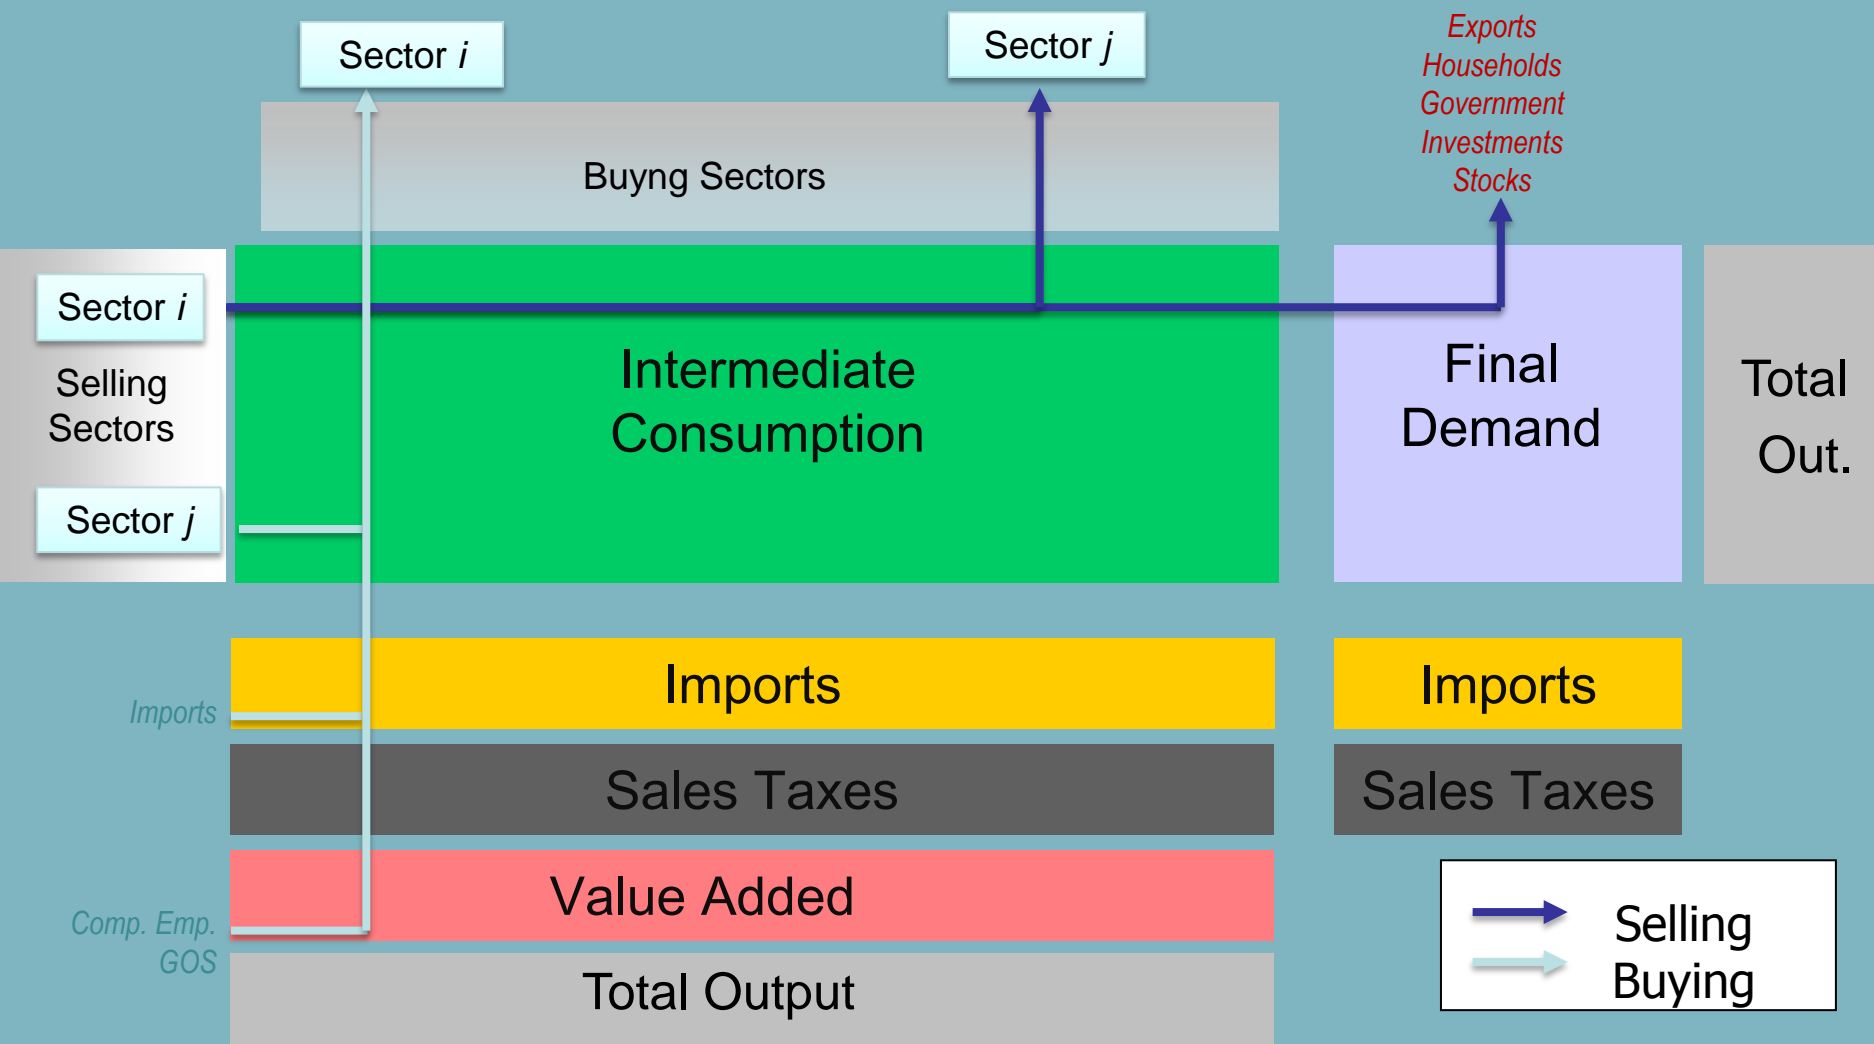 Sector i
Sector j
Exports
Households
Government
Investments
Stocks
Buyng Sectors
Sector i
Selling
Sectors
Sector j
Intermediate
Consumption
Final
Demand
Total
Out.
Imports
Imports
Imports
Sales Taxes
Sales Taxes
Value Added
Comp. Emp.
GOS
Total Output
Selling
Buying